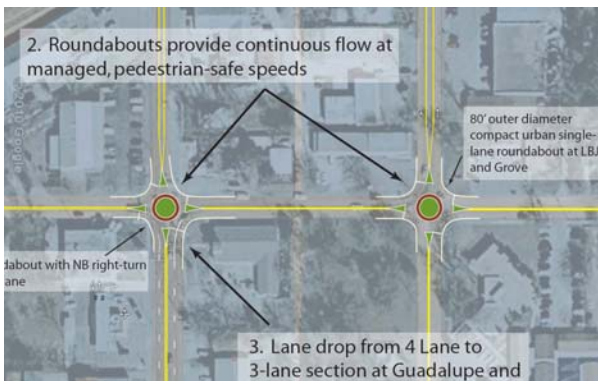 2. Roundabouts provide continuous flow at
managed, pedestrian-safe speeds
80' outer diameter
compact urban single-
lane roundabout at LBJ
and Grove
dabout with NB right-turn
ane
3. Lane drop from 4 Lane to
3-lane section at Guadalupe and
Google